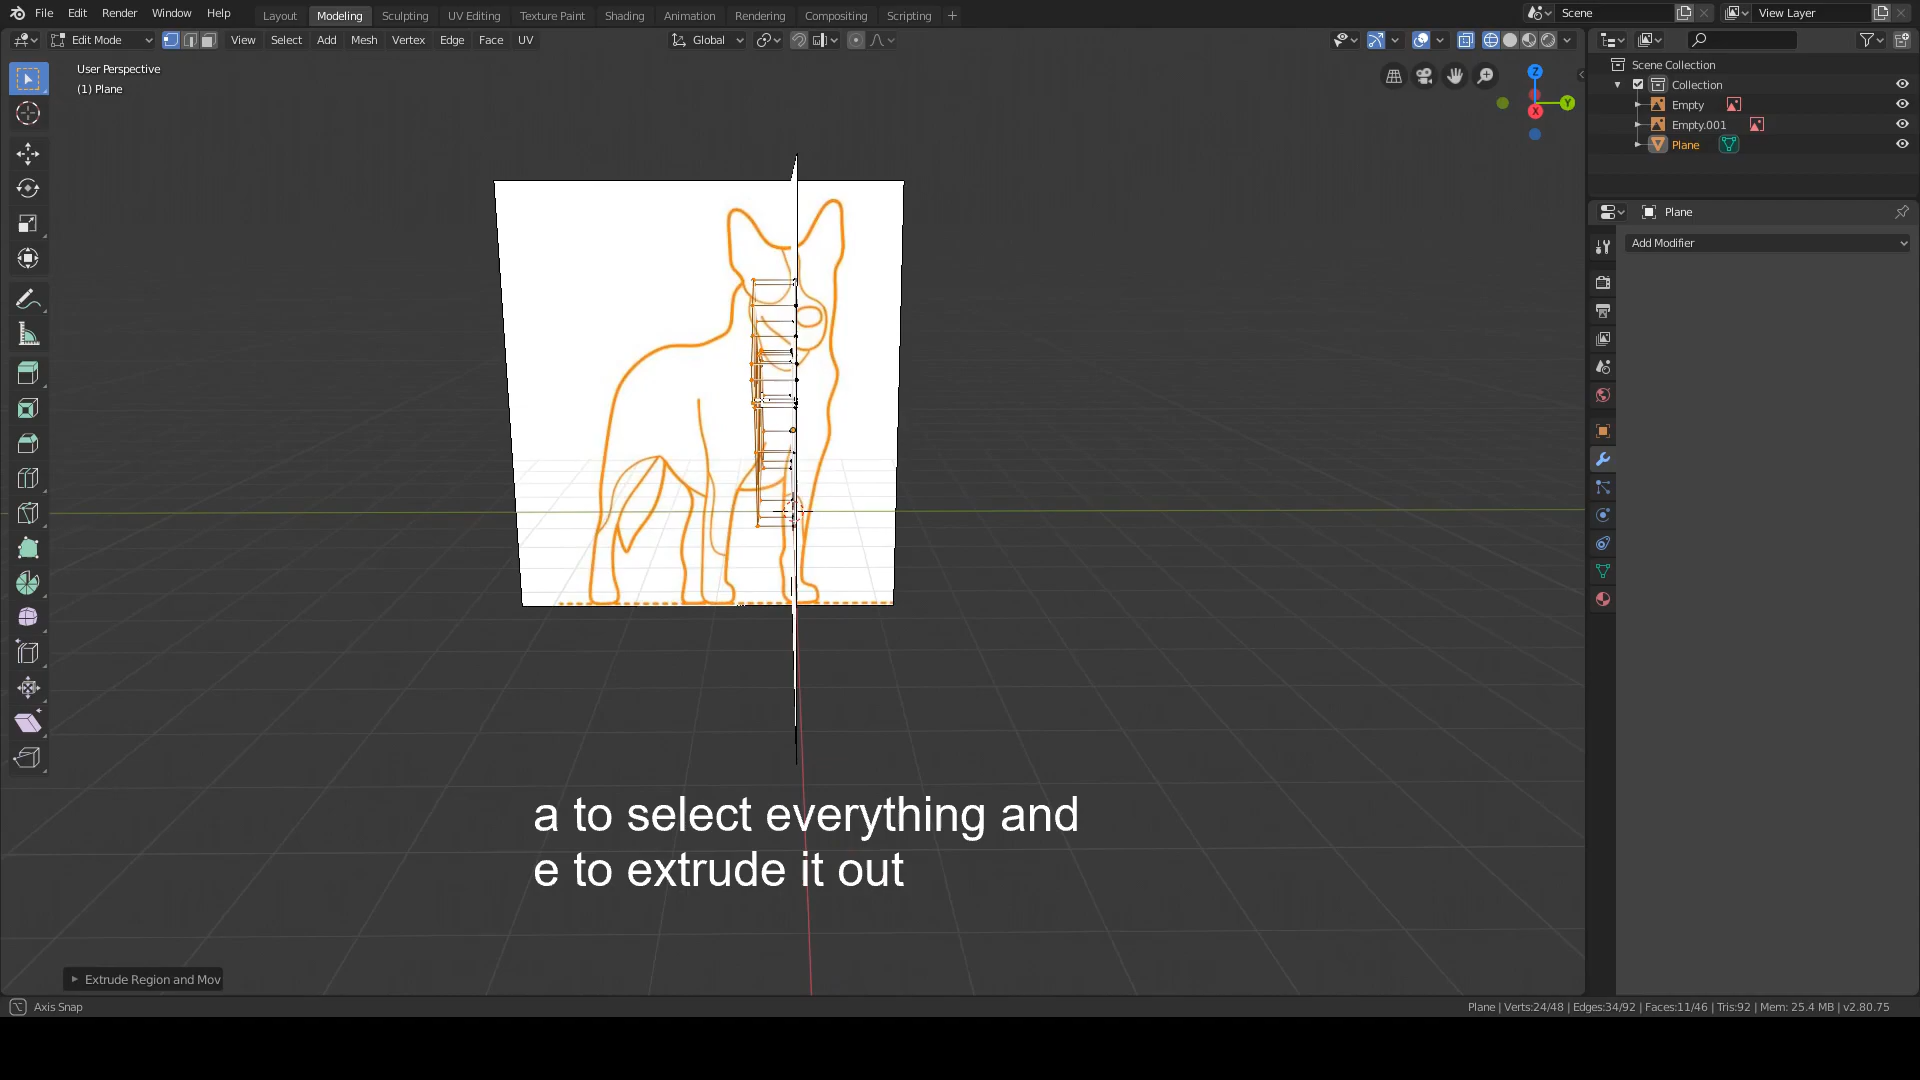 File Edit Render Window Help Layout Modeling Sculpting UV Editing Texture Paint Shading Animation Rendering Compositing Scripting + Scene View Layer
Edit Mode View Select Add Mesh Vertex Edge Face UV Global
User Perspective
(1) Plane
Z
Y
X
Scene Collection
Collection
Empty
Empty.001
Plane
Plane
Add Modifier
a to select everything and
e to extrude it out
Extrude Region and Mov
Axis Snap
Plane | Verts:24/48 | Edges:34/92 | Faces:11/46 | Tris:92 | Mem: 25.4 MB | v2.80.75